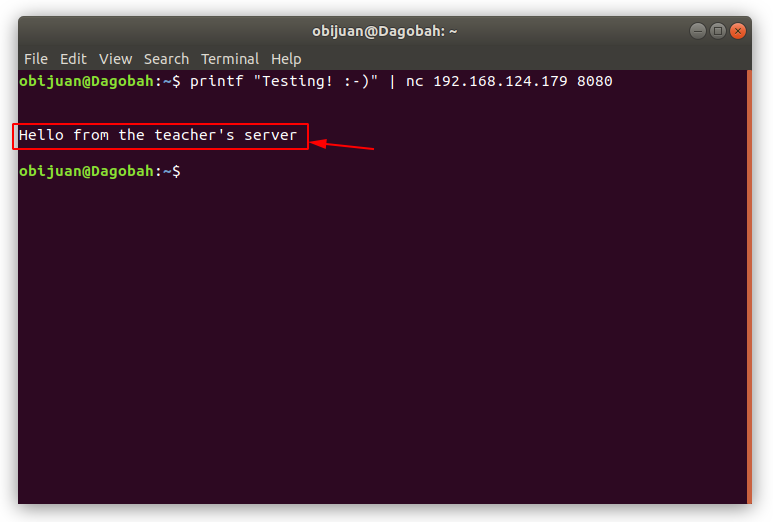 obijuan@Dagobah: ~
File Edit View Search Terminal Help
obijuan@Dagobah:~$ printf "Testing! :-)" | nc 192.168.124.179 8080
Hello from the teacher's server
obijuan@Dagobah:~$